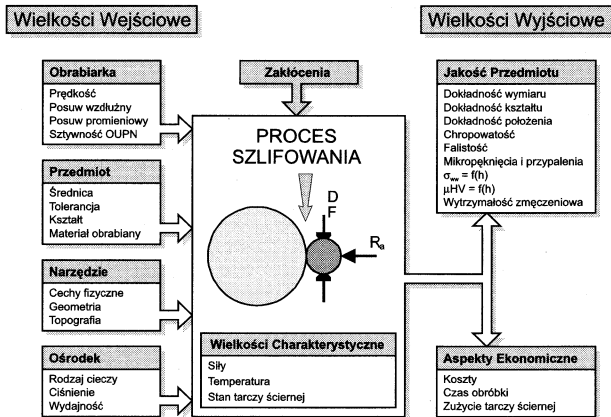 Wielkości Wejściowe
Wielkości Wyjściowe
Obrabiarka
Prędkość
Posuw wzdłużny
Posuw promieniowy
Sztywność OUPN
Przedmiot
Średnica
Tolerancja
Kształt
Materiał obrabiany
Narzędzie
Cechy fizyczne
Geometria
Topografia
Ośrodek
Rodzaj cieczy
Ciśnienie
Wydajność
Zakłócenia
PROCES
SZLIFOWANIA
D
F
Ra
Wielkości Charakterystyczne
Siły
Temperatura
Stan tarczy ściernej
Jakość Przedmiotu
Dokładność wymiaru
Dokładność kształtu
Dokładność położenia
Chropowatość
Falistość
Mikropęknięcia i przypalenia
σww = f(h)
μHV = f(h)
Wytrzymałość zmęczeniowa
Aspekty Ekonomiczne
Koszty
Czas obróbki
Zużycie tarczy ściernej